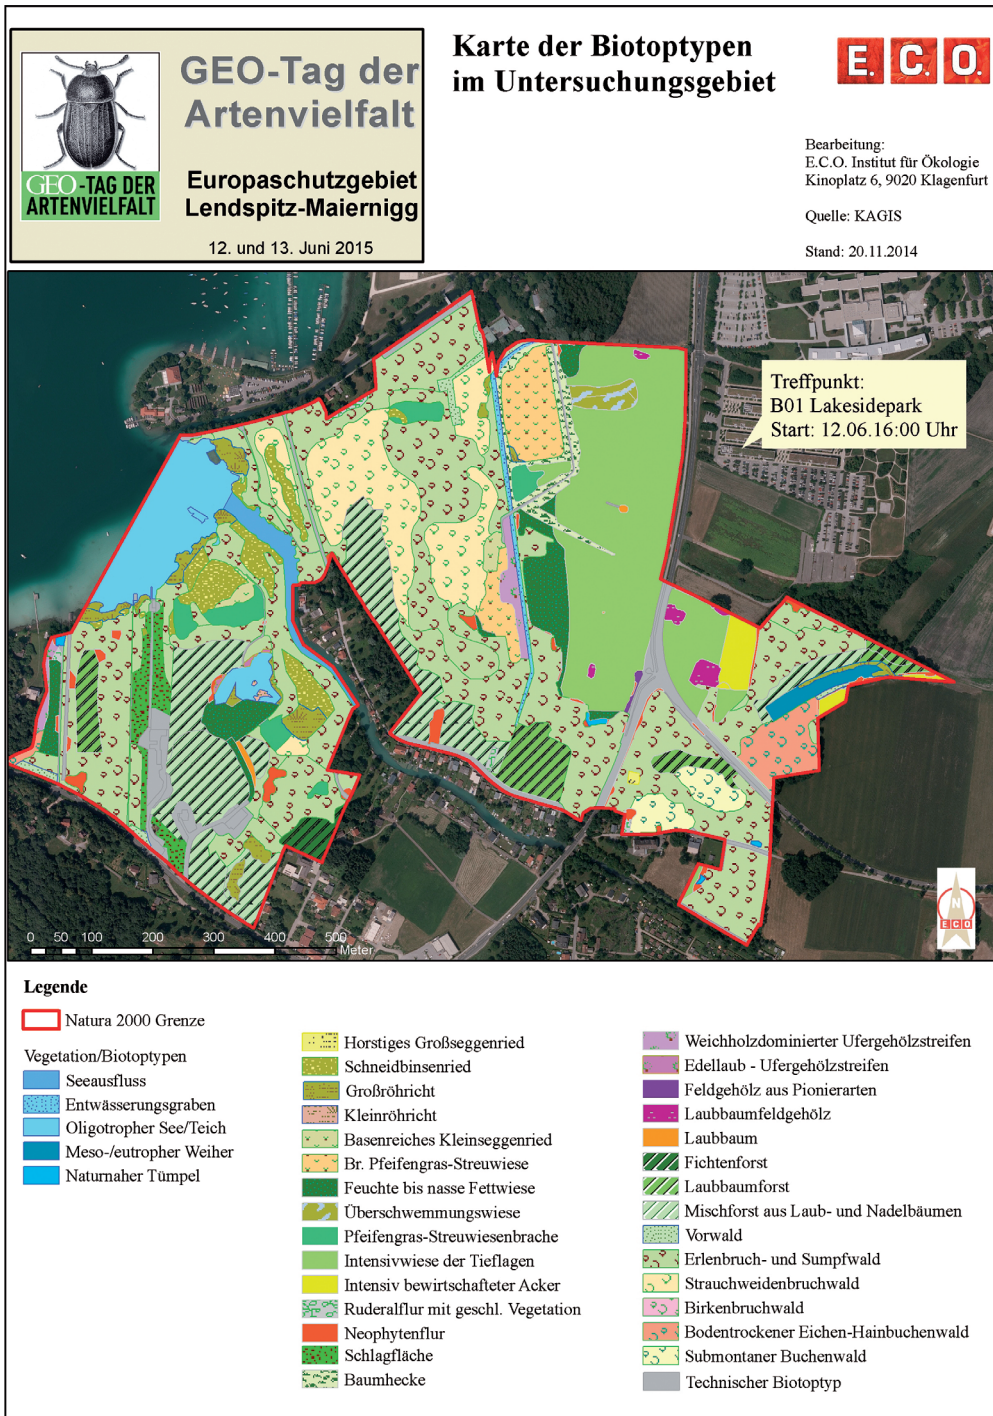 GEO-Tag der
Artenvielfalt
GEO-TAG DER
ARTENVIELFALT
Europaschutzgebiet
Lendspitz-Maiernigg
12. und 13. Juni 2015
Karte der Biotoptypen
im Untersuchungsgebiet
E.C.O.
Bearbeitung:
E.C.O. Institut für Ökologie
Kinoplatz 6, 9020 Klagenfurt
Quelle: KAGIS
Stand: 20.11.2014
Treffpunkt:
B01 Lakesidepark
Start: 12.06.16:00 Uhr
N
E C O
0 50 100 200 300 400 500
Meter
Legende
Natura 2000 Grenze
Vegetation/Biotoptypen
Seeausfluss
Entwässerungsgraben
Oligotropher See/Teich
Meso-/eutropher Weiher
Naturnaher Tümpel
Horstiges Großseggenried
Schneidbinsenried
Großröhricht
Kleinröhricht
Basenreiches Kleinseggenried
Br. Pfeifengras-Streuwiese
Feuchte bis nasse Fettwiese
Überschwemmungswiese
Pfeifengras-Streuwiesenbrache
Intensivwiese der Tieflagen
Intensiv bewirtschafteter Acker
Ruderalflur mit geschl. Vegetation
Neophytenflur
Schlagfläche
Baumhecke
Weichholzdominierter Ufergehölzstreifen
Edellaub - Ufergehölzstreifen
Feldgehölz aus Pionierarten
Laubbaumfeldgehölz
Laubbaum
Fichtenforst
Laubbaumforst
Mischforst aus Laub- und Nadelbäumen
Vorwald
Erlenbruch- und Sumpfwald
Strauchweidenbruchwald
Birkenbruchwald
Bodentrockener Eichen-Hainbuchenwald
Submontaner Buchenwald
Technischer Biotoptyp